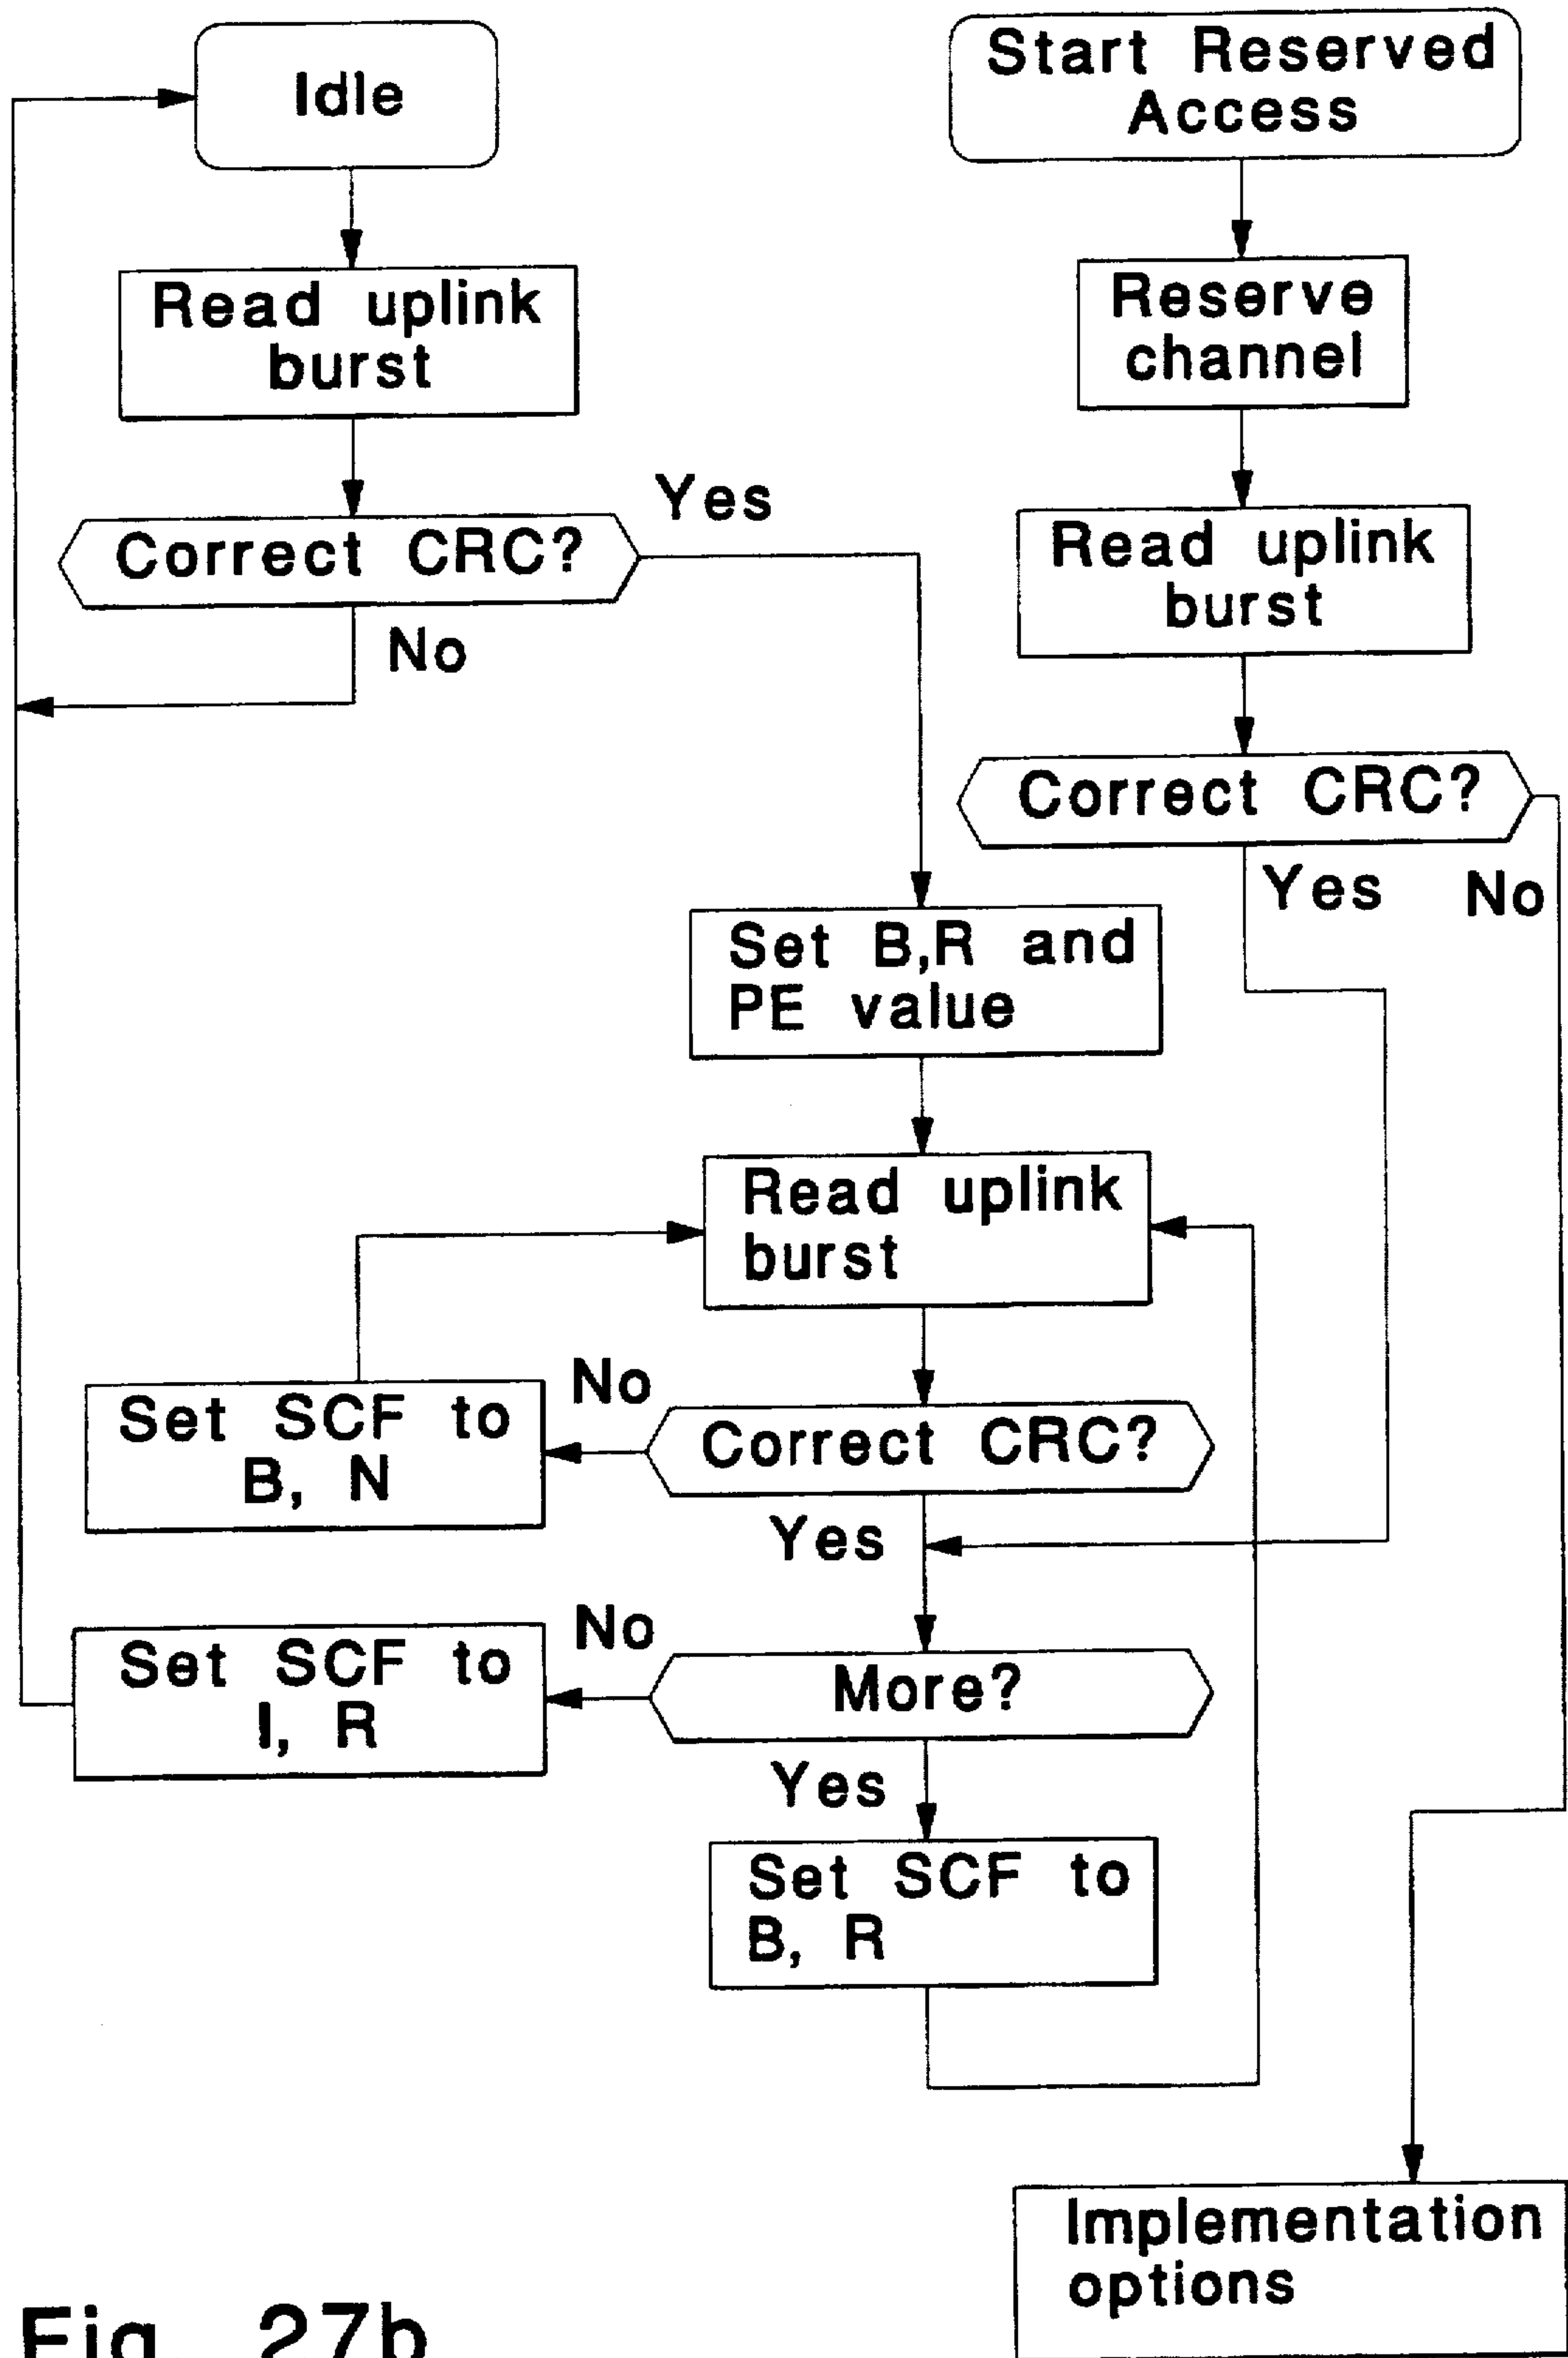 Idle
Start Reserved
Access
Read uplink
burst
Reserve
channel
Correct CRC?
Yes
No
Read uplink
burst
Correct CRC?
Yes
No
Set B,R and
PE value
Read uplink
burst
No
Set SCF to
B, N
Correct CRC?
Yes
No
Set SCF to
I, R
More?
Yes
Set SCF to
B, R
Implementation
options
Fig. 27b